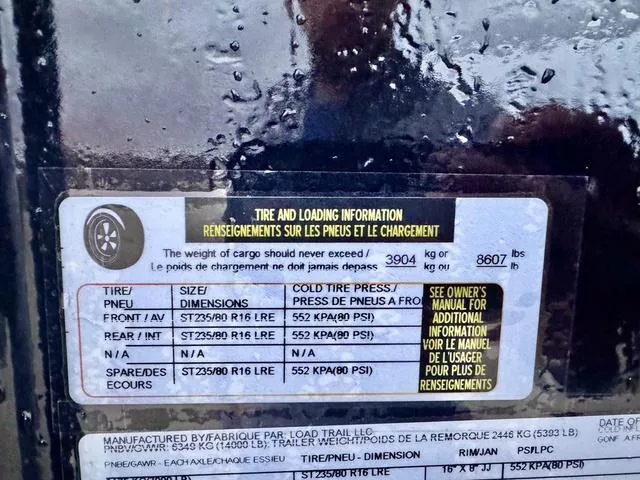 TIRE AND LOADING INFORMATION
RENSEIGNEMENTS SUR LES PNEUS ET LE CHARGEMENT
The weight of cargo should never exceed / 3904 kg or 8607 lbs
Le poids de chargement ne doit jamais depass kg ou lb
TIRE/ SIZE/ COLD TIRE PRESS./
PNEU DIMENSIONS PRESS DE PNEUS A FRO
FRONT / AV ST235/80 R16 LRE 552 KPA(80 PSI)
REAR / INT ST235/80 R16 LRE 552 KPA(80 PSI)
N / A N / A N / A
SPARE/DES ST235/80 R16 LRE 552 KPA(80 PSI)
ECOURS
SEE OWNER'S
MANUAL FOR
ADDITIONAL
INFORMATION
VOIR LE MANUEL
DE L'USAGER
POUR PLUS DE
RENSEIGNEMENTS
MANUFACTURED BY/FABRIQUE PAR: LOAD TRAIL LLC DATE OF
PNBV/GVWR: 6349 KG (14000 LB); TRAILER WEIGHT/POIDS DE LA REMORQUE 2446 KG (5393 LB)
PNBE/GAWR - EACH AXLE/CHAQUE ESSIEU TIRE/PNEU - DIMENSION RIM/JAN PSI/LPC
ST235/80 R16 LRE 16" X 8" JJ 552 KPA(80 PSI)